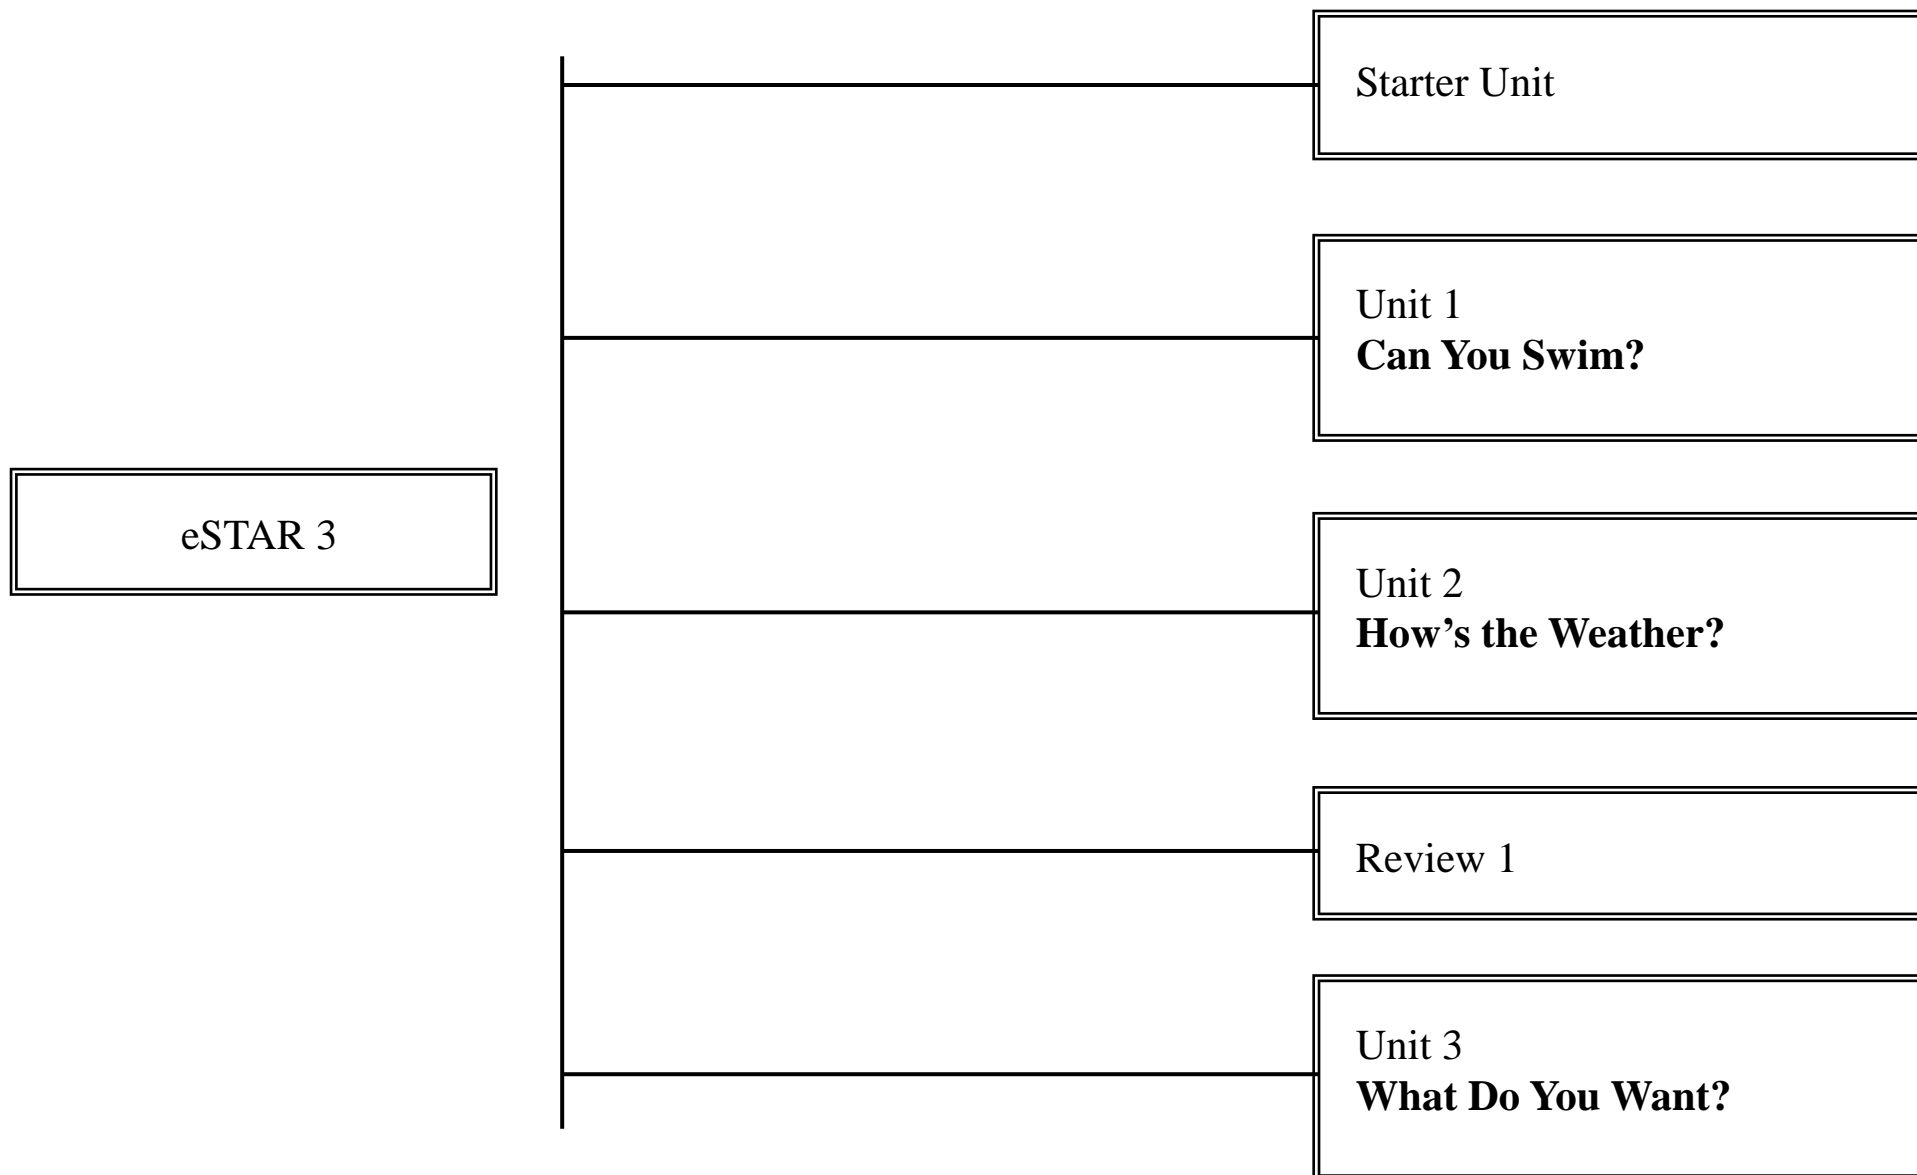 Starter Unit
Unit 1
Can You Swim?
eSTAR 3
Unit 2
How’s the Weather?
Review 1
Unit 3
What Do You Want?